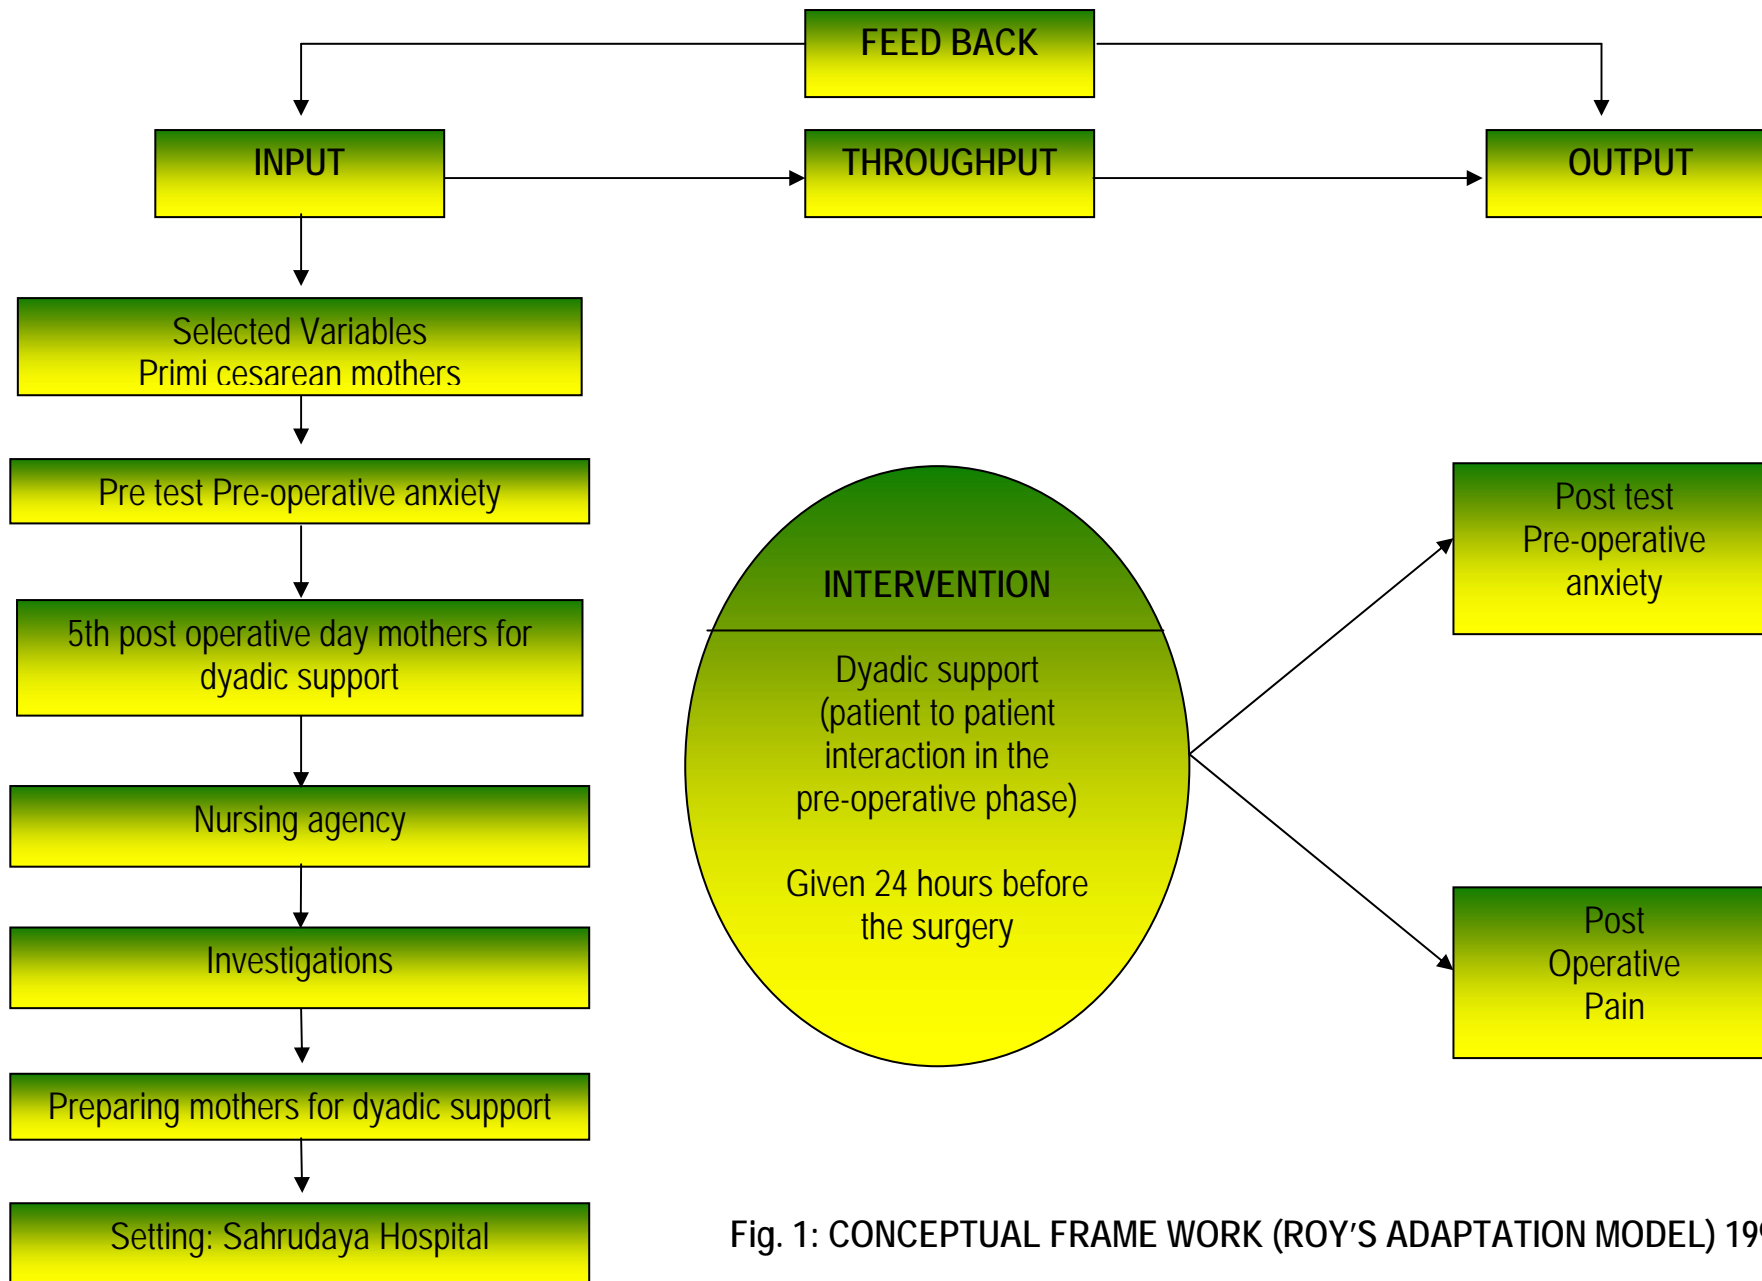 FEED BACK
INPUT
THROUGHPUT
OUTPUT
Selected Variables
Primi cesarean mothers
Pre test Pre-operative anxiety
5th post operative day mothers for
dyadic support
Nursing agency
Investigations
Preparing mothers for dyadic support
Setting: Sahrudaya Hospital
INTERVENTION
Dyadic support
(patient to patient
interaction in the
pre-operative phase)
Given 24 hours before
the surgery
Post test
Pre-operative
anxiety
Post
Operative
Pain
Fig. 1: CONCEPTUAL FRAME WORK (ROY’S ADAPTATION MODEL)